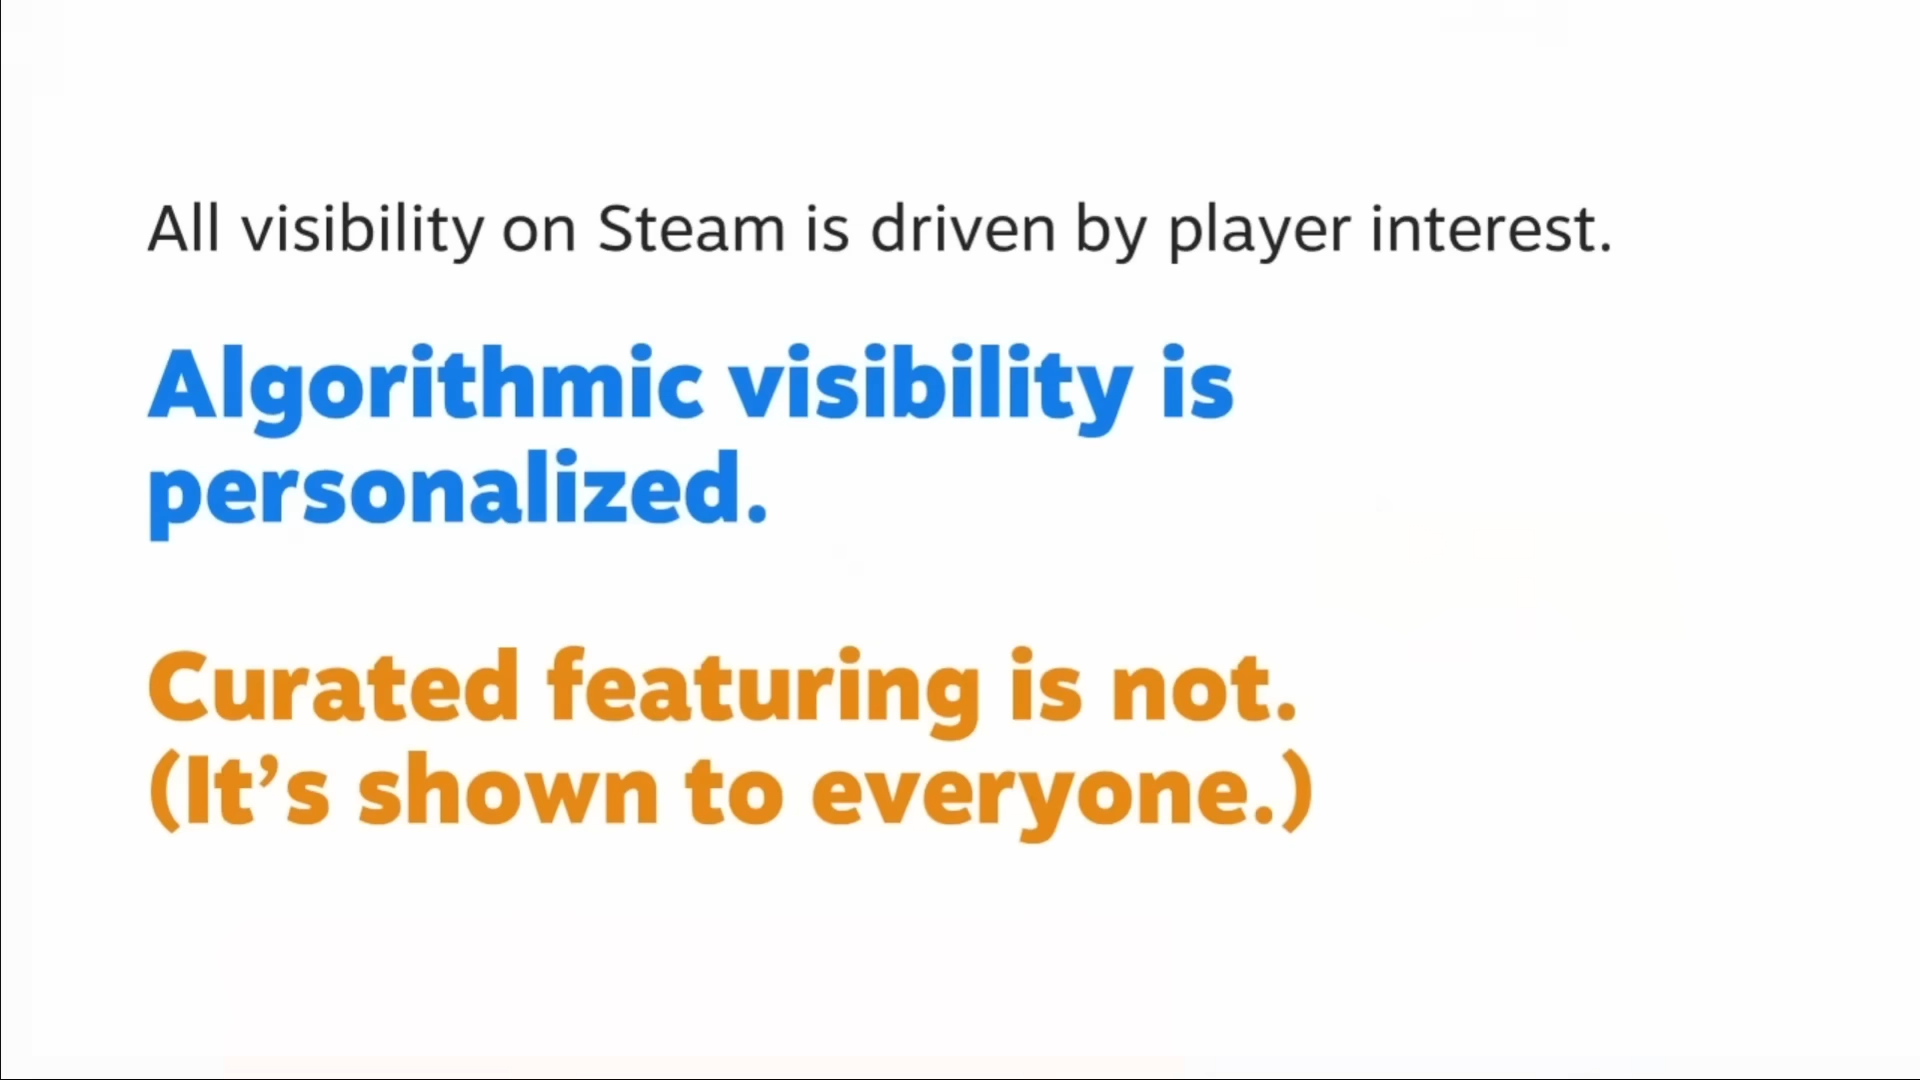 All visibility on Steam is driven by player interest.
Algorithmic visibility is
personalized.
Curated featuring is not.
(It’s shown to everyone.)